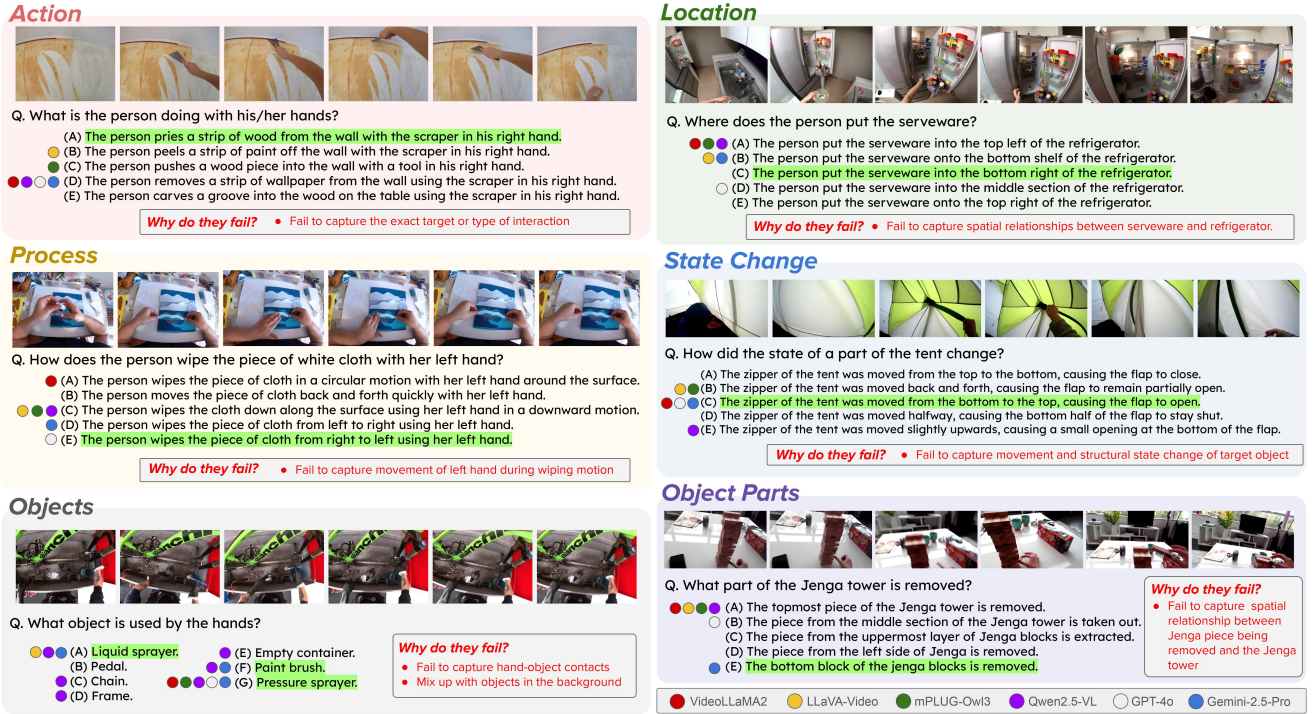 Action
Q. What is the person doing with his/her hands?
(A) The person pries a strip of wood from the wall with the scraper in his right hand.
(B) The person peels a strip of paint off the wall with the scraper in his right hand.
(C) The person pushes a wood piece into the wall with a tool in his right hand.
(D) The person removes a strip of wallpaper from the wall using the scraper in his right hand.
(E) The person carves a groove into the wood on the table using the scraper in his right hand.
Why do they fail? • Fail to capture the exact target or type of interaction
Location
Q. Where does the person put the serveware?
(A) The person put the serveware into the top left of the refrigerator.
(B) The person put the serveware onto the bottom shelf of the refrigerator.
(C) The person put the serveware into the bottom right of the refrigerator.
(D) The person put the serveware into the middle section of the refrigerator.
(E) The person put the serveware onto the top right of the refrigerator.
Why do they fail? • Fail to capture spatial relationships between serveware and refrigerator.
Process
Q. How does the person wipe the piece of white cloth with her left hand?
(A) The person wipes the piece of cloth in a circular motion with her left hand around the surface.
(B) The person moves the piece of cloth back and forth quickly with her left hand.
(C) The person wipes the cloth down along the surface using her left hand in a downward motion.
(D) The person wipes the piece of cloth from left to right using her left hand.
(E) The person wipes the piece of cloth from right to left using her left hand.
Why do they fail? • Fail to capture movement of left hand during wiping motion
State Change
Q. How did the state of a part of the tent change?
(A) The zipper of the tent was moved from the top to the bottom, causing the flap to close.
(B) The zipper of the tent was moved back and forth, causing the flap to remain partially open.
(C) The zipper of the tent was moved from the bottom to the top, causing the flap to open.
(D) The zipper of the tent was moved halfway, causing the bottom half of the flap to stay shut.
(E) The zipper of the tent was moved slightly upwards, causing a small opening at the bottom of the flap.
Why do they fail? • Fail to capture movement and structural state change of target object
Objects
Q. What object is used by the hands?
(A) Liquid sprayer.
(B) Pedal.
(C) Chain.
(D) Frame.
(E) Empty container.
(F) Paint brush.
(G) Pressure sprayer.
Why do they fail?
• Fail to capture hand-object contacts
• Mix up with objects in the background
Object Parts
Q. What part of the Jenga tower is removed?
(A) The topmost piece of the Jenga tower is removed.
(B) The piece from the middle section of the Jenga tower is taken out.
(C) The piece from the uppermost layer of Jenga blocks is extracted.
(D) The piece from the left side of Jenga is removed.
(E) The bottom block of the jenga blocks is removed.
Why do they fail?
• Fail to capture spatial
relationship between
Jenga piece being
removed and the Jenga
tower
VideoLLaMA2
LLaVA-Video
mPLUG-Owl3
Qwen2.5-VL
GPT-4o
Gemini-2.5-Pro